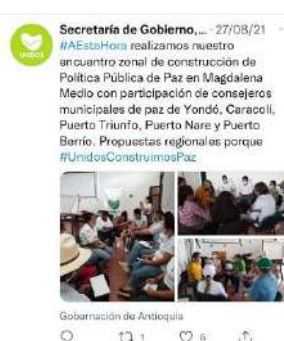 Secretaría de Gobierno,... · 27/08/21
#AEstaHora realizamos nuestro
encuentro zonal de construcción de
Política Pública de Paz en Magdalena
Medio con participación de consejeros
municipales de paz de Yondó, Caracolí,
Puerto Triunfo, Puerto Nare y Puerto
Berrío. Propuestas regionales porque
#UnidosConstruimosPaz
UNIDOS
Gobernación de Antioquia
1 6